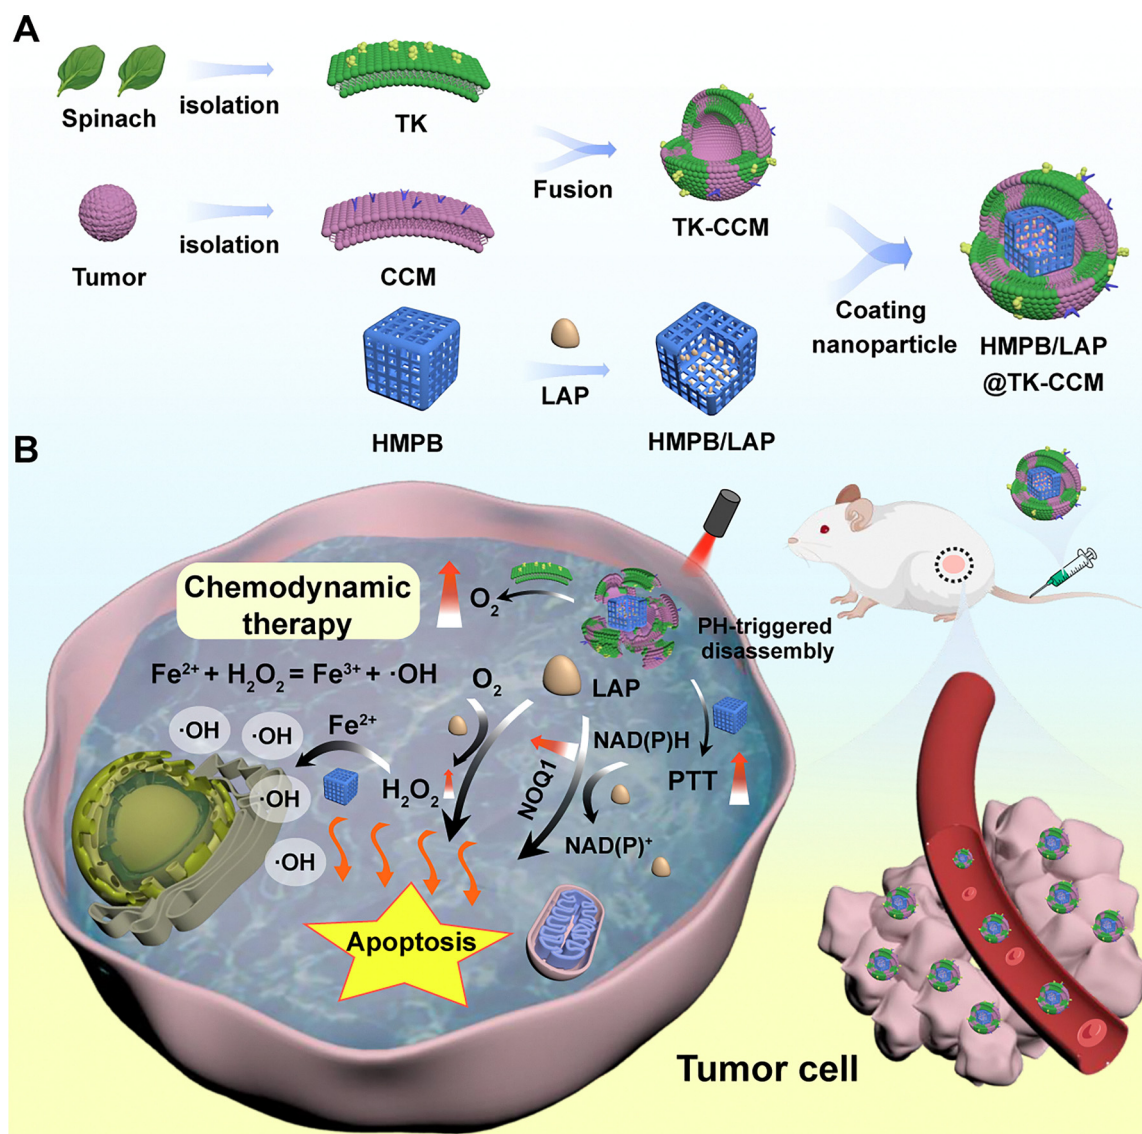 A
Spinach
isolation
TK
Tumor
isolation
CCM
Fusion
TK-CCM
HMPB
LAP
HMPB/LAP
Coating
nanoparticle
HMPB/LAP
@TK-CCM
B
Chemodynamic
therapy
O₂
PH-triggered
disassembly
Fe²⁺ + H₂O₂ = Fe³⁺ + ·OH
O₂
LAP
·OH
·OH
Fe²⁺
NAD(P)H
NOQ1
PTT
·OH
H₂O₂
NAD(P)⁺
·OH
Apoptosis
Tumor cell